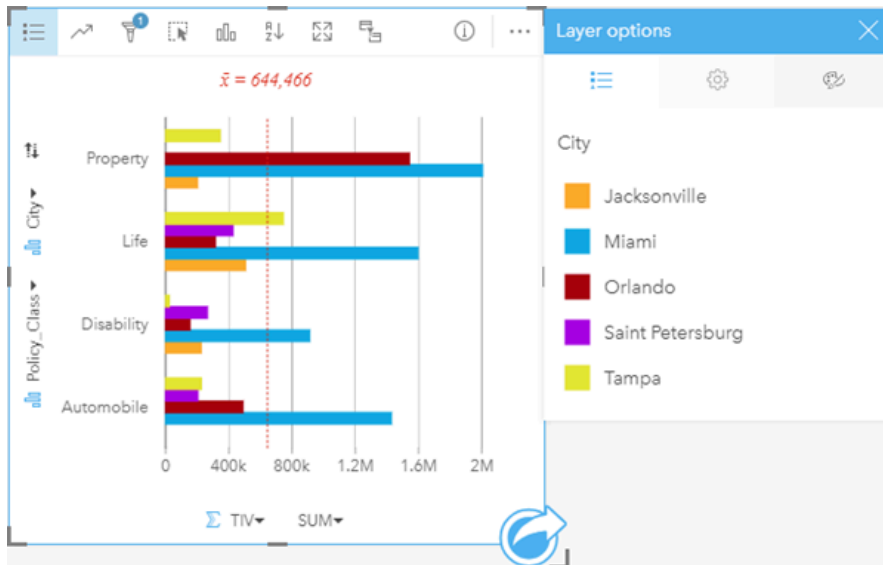 1
A
Z
Layer options
x̄ = 644,466
City
Jacksonville
Miami
Orlando
Saint Petersburg
Tampa
City
Policy_Class
Property
Life
Disability
Automobile
0 400k 800k 1.2M 1.6M 2M
Σ TIV SUM